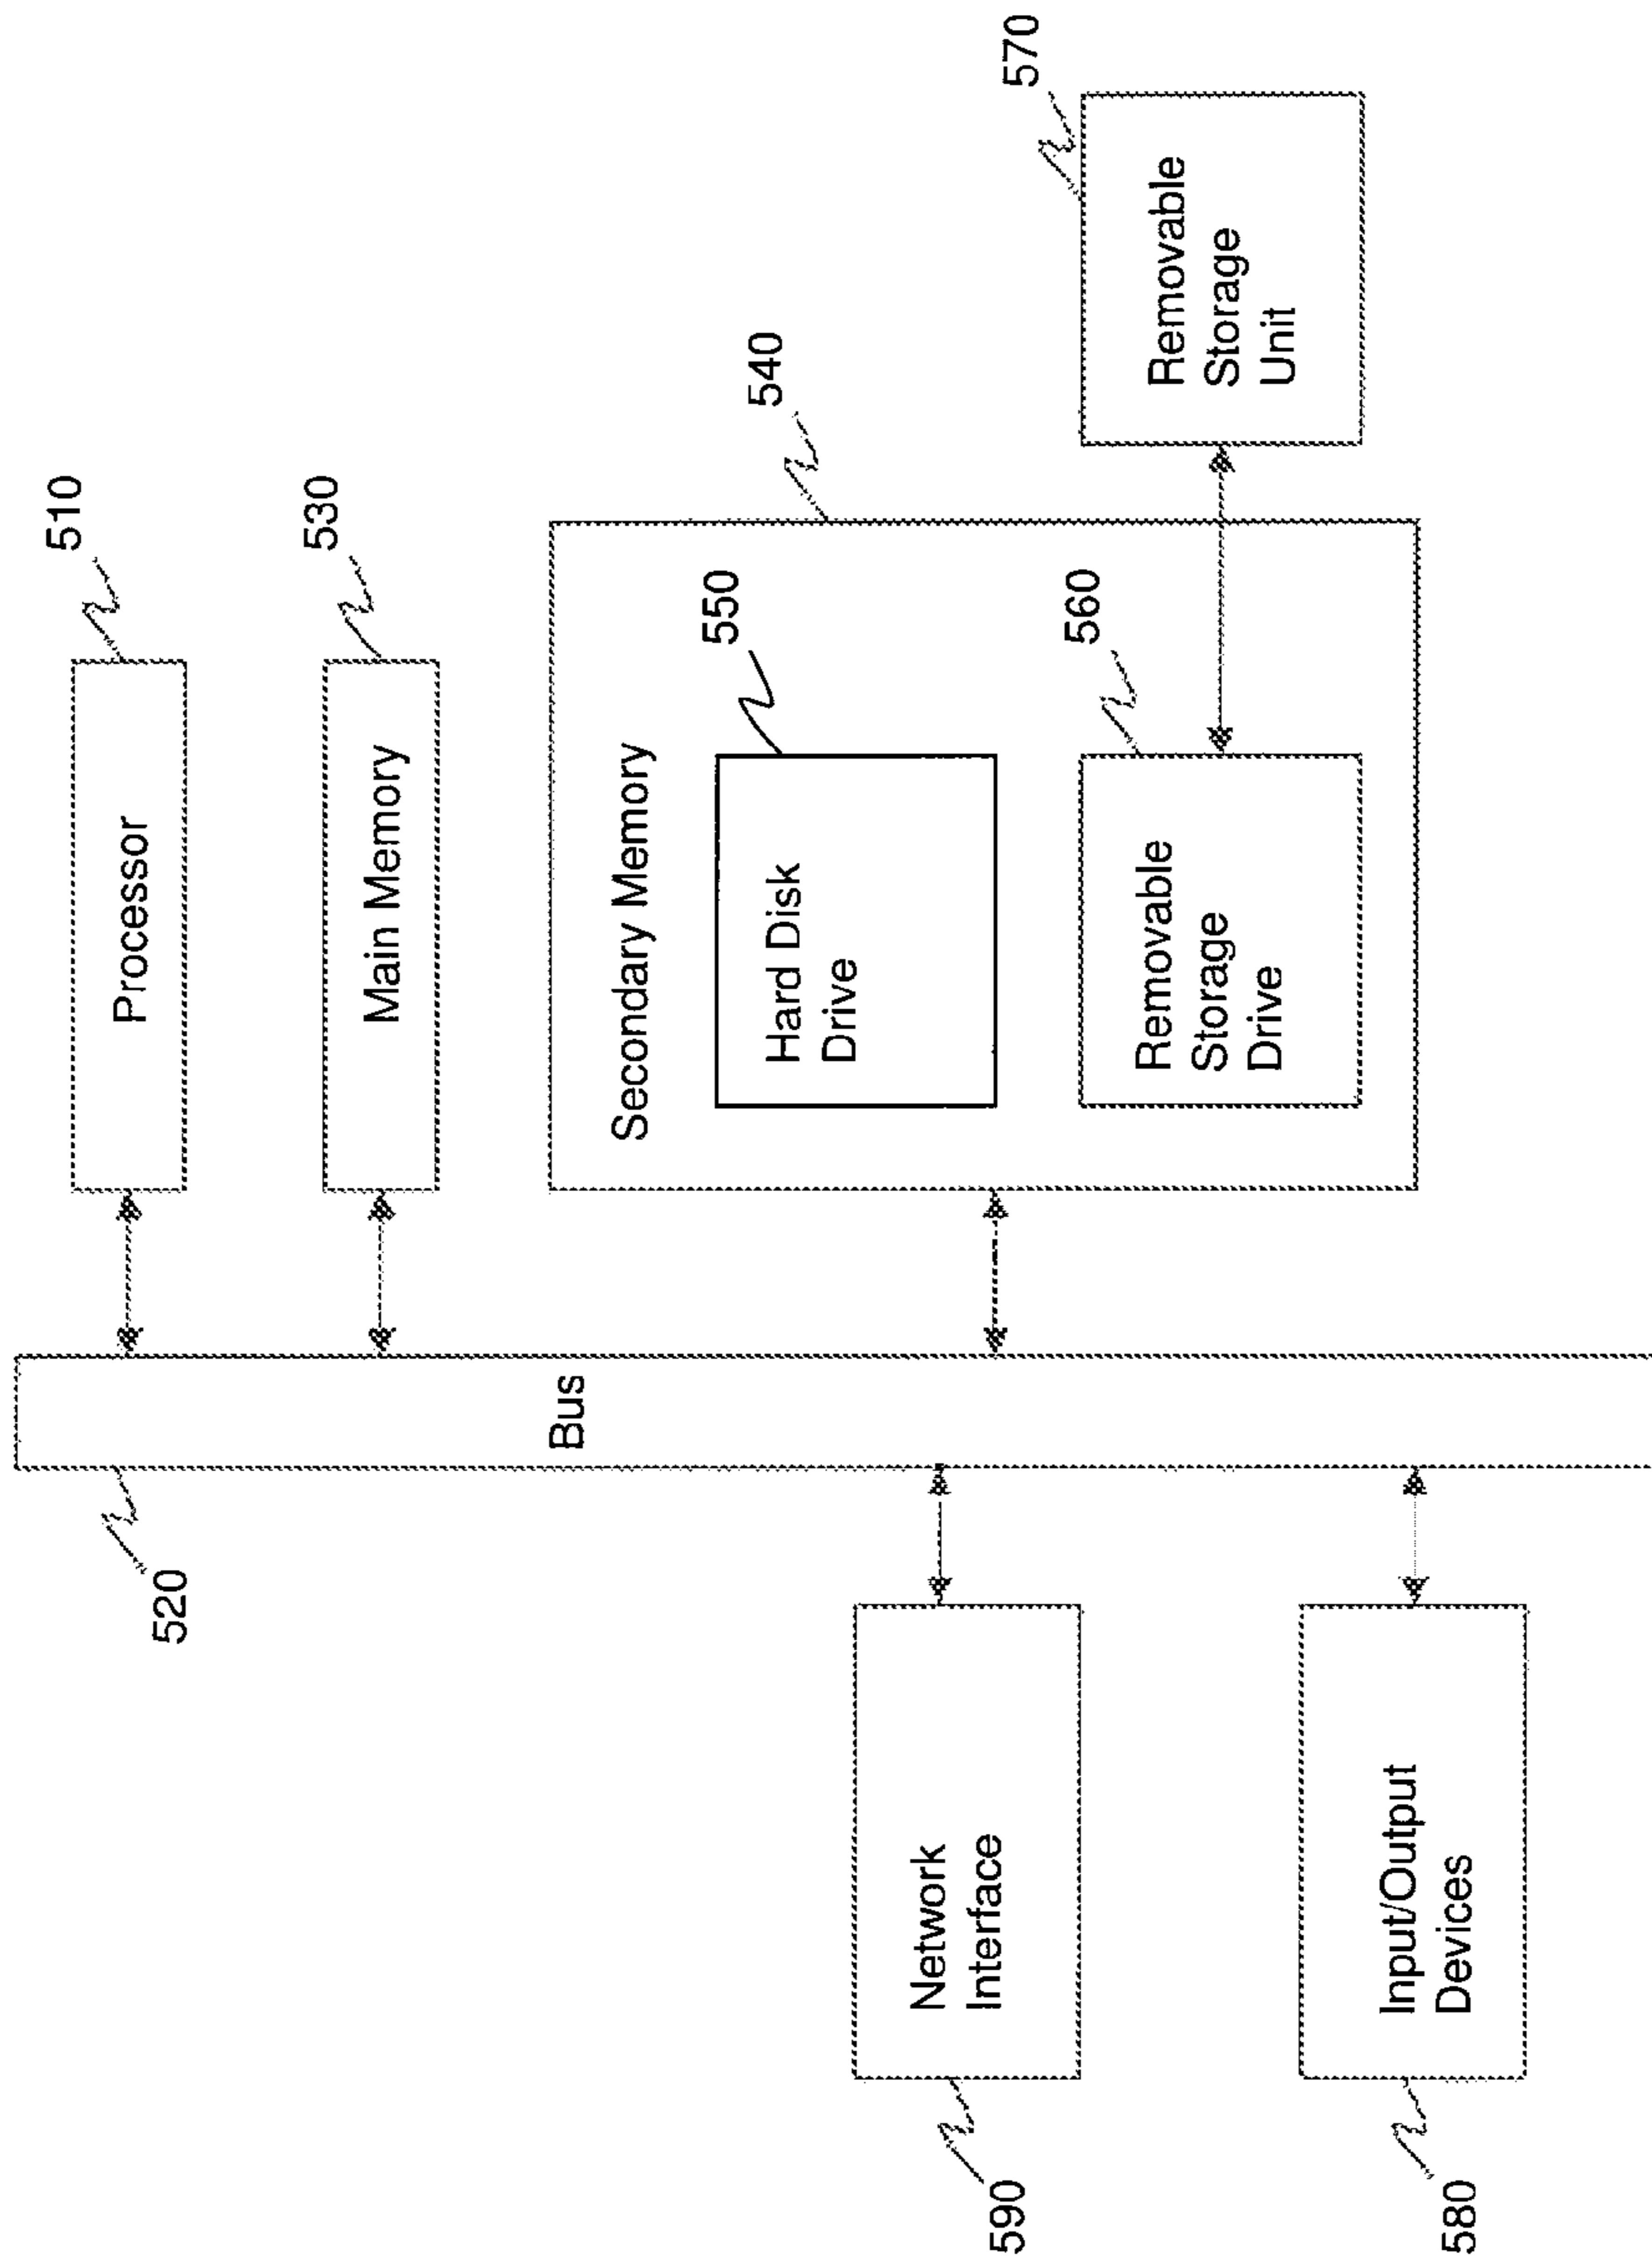 510
Processor
530
Main Memory
540
Secondary Memory
550
Hard Disk
Drive
560
Removable
Storage
Drive
570
Removable
Storage
Unit
520
Bus
Network
Interface
590
Input/Output
Devices
580